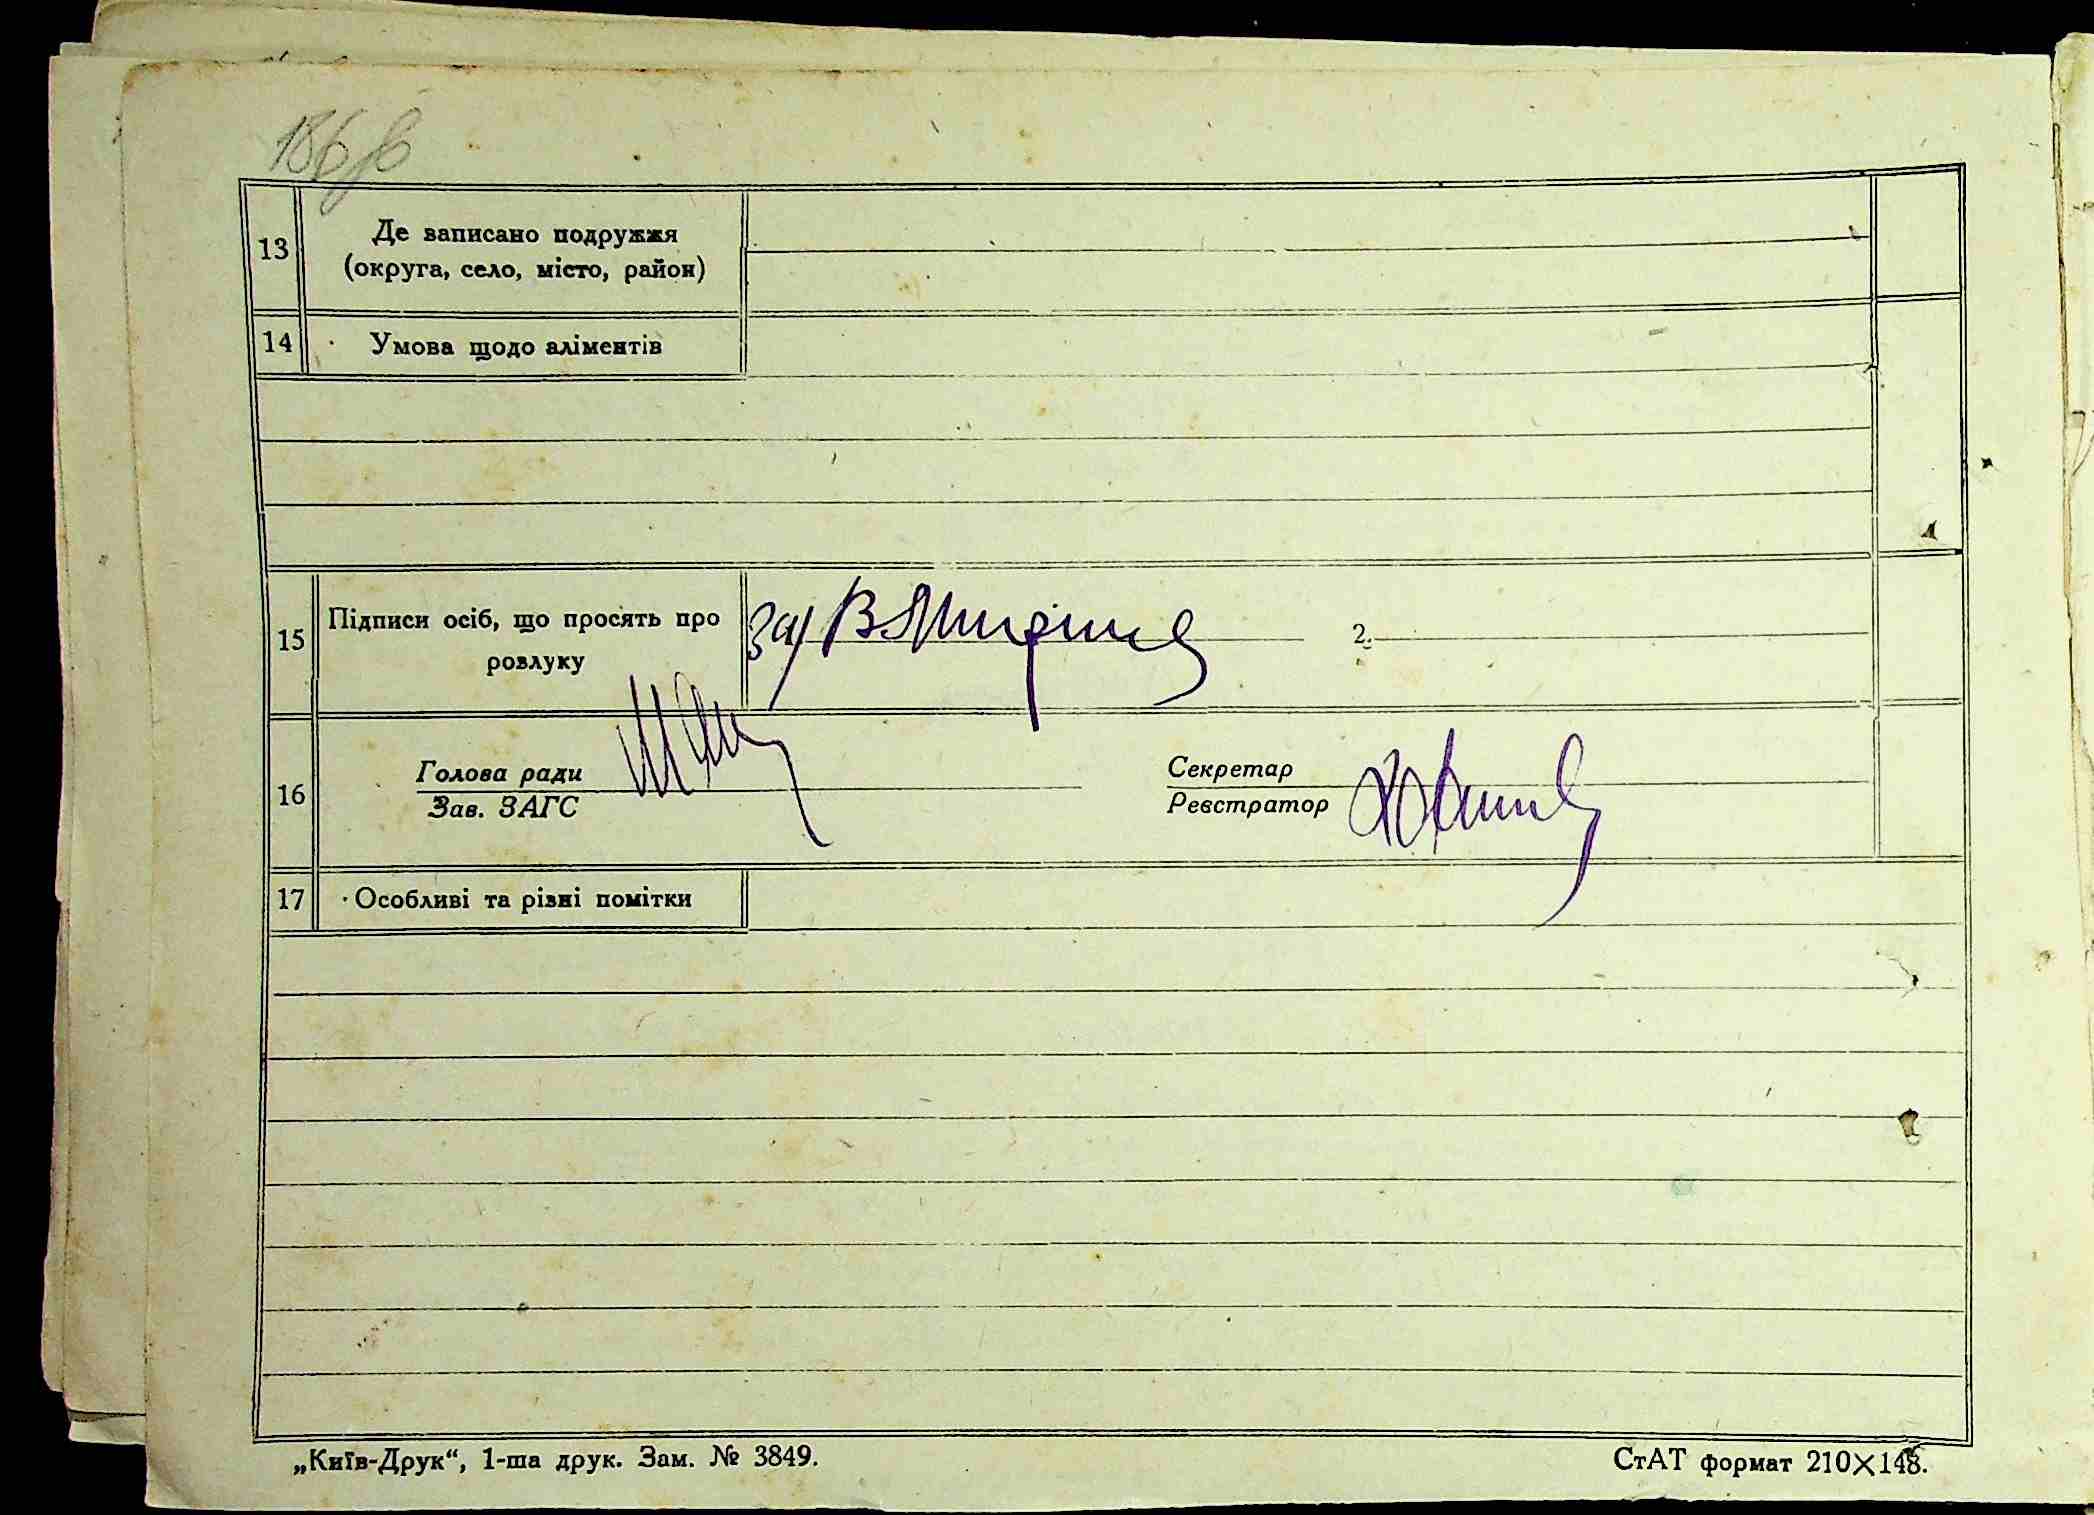 13 Де записано подружжя
(округа, село, місто, район)
14 Умова щодо аліментів
15 Підписи осіб, що просять про
розлуку
2.
16 Голова ради
Зав. ЗАГС
Секретар
Реєстратор
17 Особливі та різні помітки
„Київ-Друк“, 1-ша друк. Зам. № 3849.
СтАТ формат 210×148.